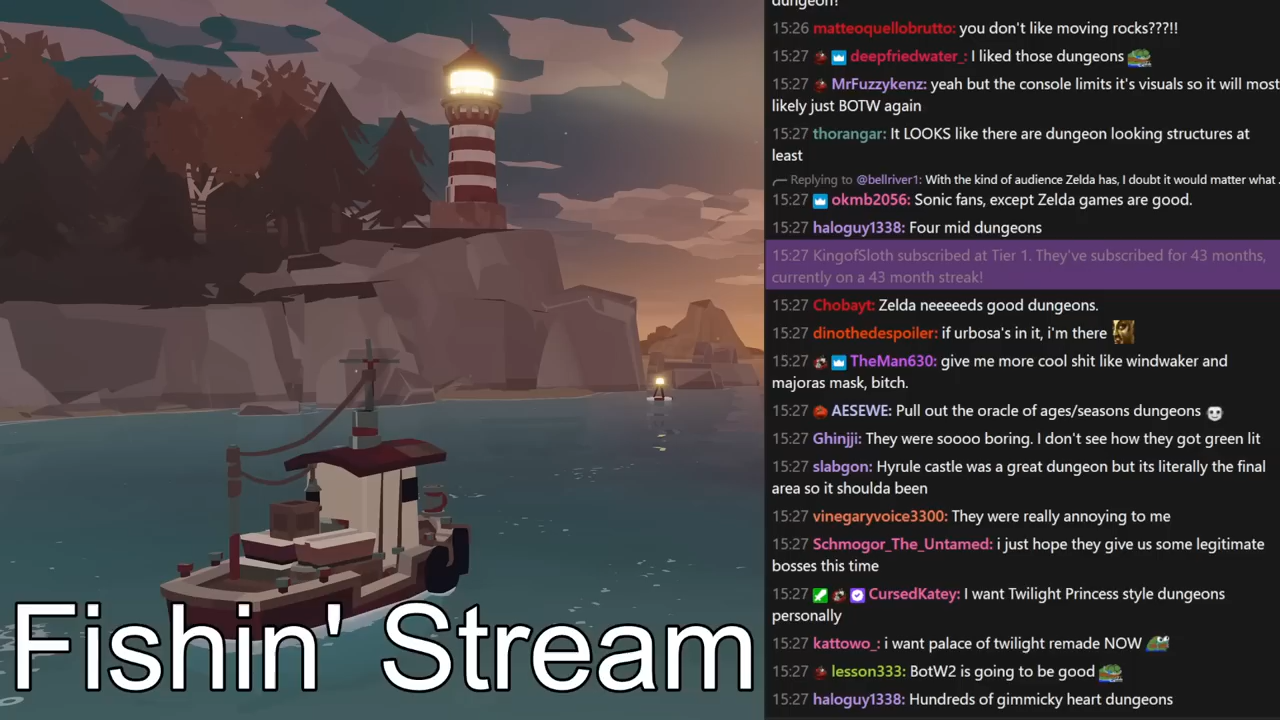 dungeon!
15:26 matteoquellobrutto: you don't like moving rocks???!!
15:27 deepfriedwater_: I liked those dungeons
15:27 MrFuzzykenz: yeah but the console limits it's visuals so it will most
likely just BOTW again
15:27 thorangar: It LOOKS like there are dungeon looking structures at
least
Replying to @bellriver1: With the kind of audience Zelda has, I doubt it would matter what ...
15:27 okmb2056: Sonic fans, except Zelda games are good.
15:27 haloguy1338: Four mid dungeons
15:27 KingofSloth subscribed at Tier 1. They've subscribed for 43 months,
currently on a 43 month streak!
15:27 Chobayt: Zelda neeeeeds good dungeons.
15:27 dinothedespoiler: if urbosa's in it, i'm there
15:27 TheMan630: give me more cool shit like windwaker and
majoras mask, bitch.
15:27 AESEWE: Pull out the oracle of ages/seasons dungeons
15:27 Ghinjji: They were soooo boring. I don't see how they got green lit
15:27 slabgon: Hyrule castle was a great dungeon but its literally the final
area so it shoulda been
15:27 vinegaryvoice3300: They were really annoying to me
15:27 Schmogor_The_Untamed: i just hope they give us some legitimate
bosses this time
15:27 CursedKatey: I want Twilight Princess style dungeons
personally
15:27 kattowo_: i want palace of twilight remade NOW
15:27 lesson333: BotW2 is going to be good
15:27 haloguy1338: Hundreds of gimmicky heart dungeons
Fishin' Stream